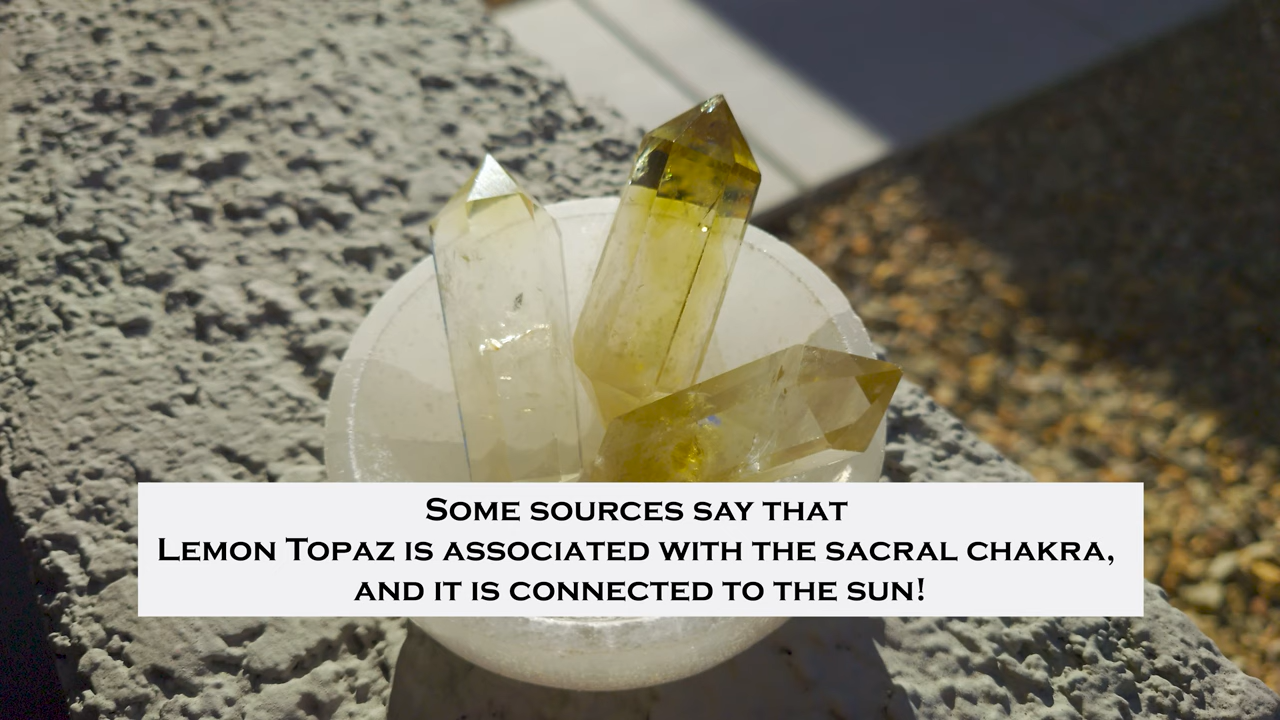 Some sources say that
Lemon Topaz is associated with the sacral chakra,
and it is connected to the sun!